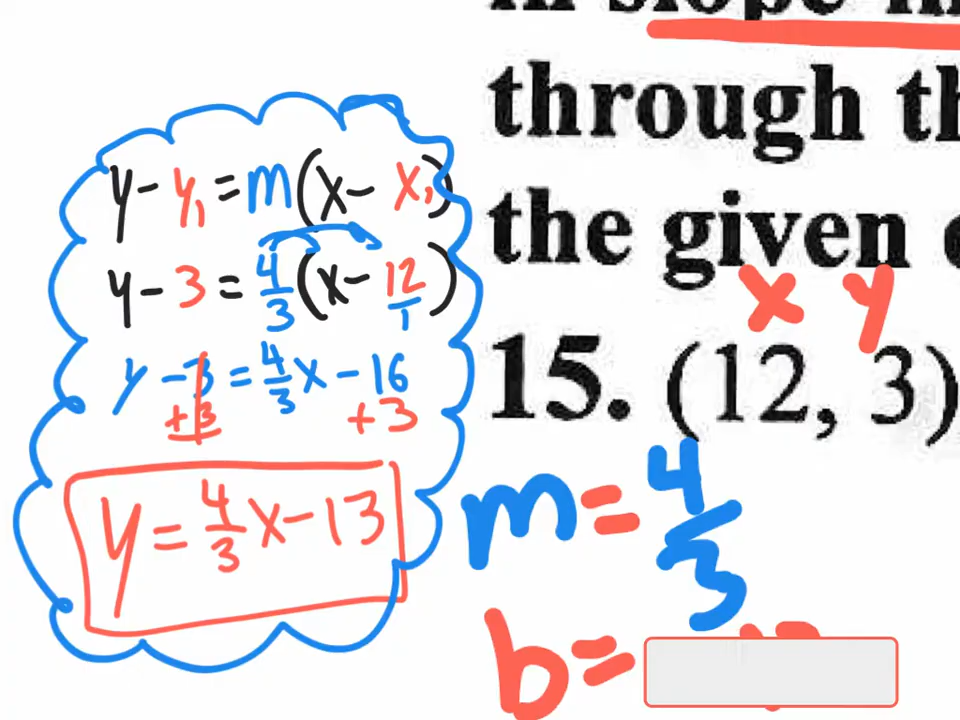 y - y₁ = m(x - x₁)
y - 3 = 4/3(x - 12/1)
y - 3 = 4/3x - 16
+3 +3
y = 4/3x - 13
through
the given
x y
15. (12, 3)
m = 4/3
b =